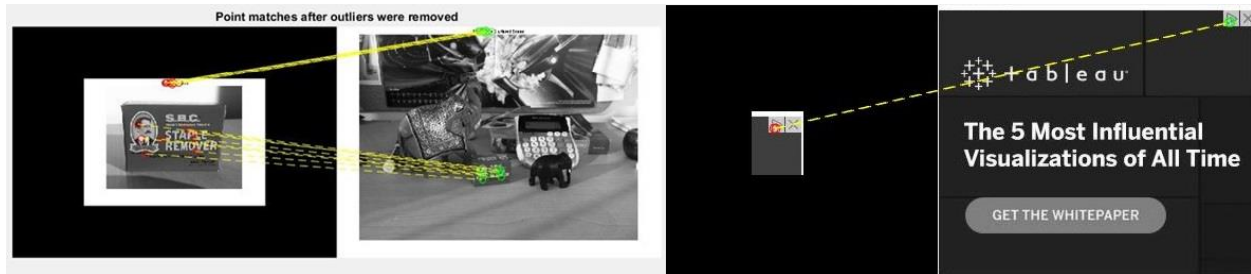 Point matches after outliers were removed
S.B.C.
STAPLE
REMOVER
+ a b | e a u
The 5 Most Influential
Visualizations of All Time
GET THE WHITEPAPER